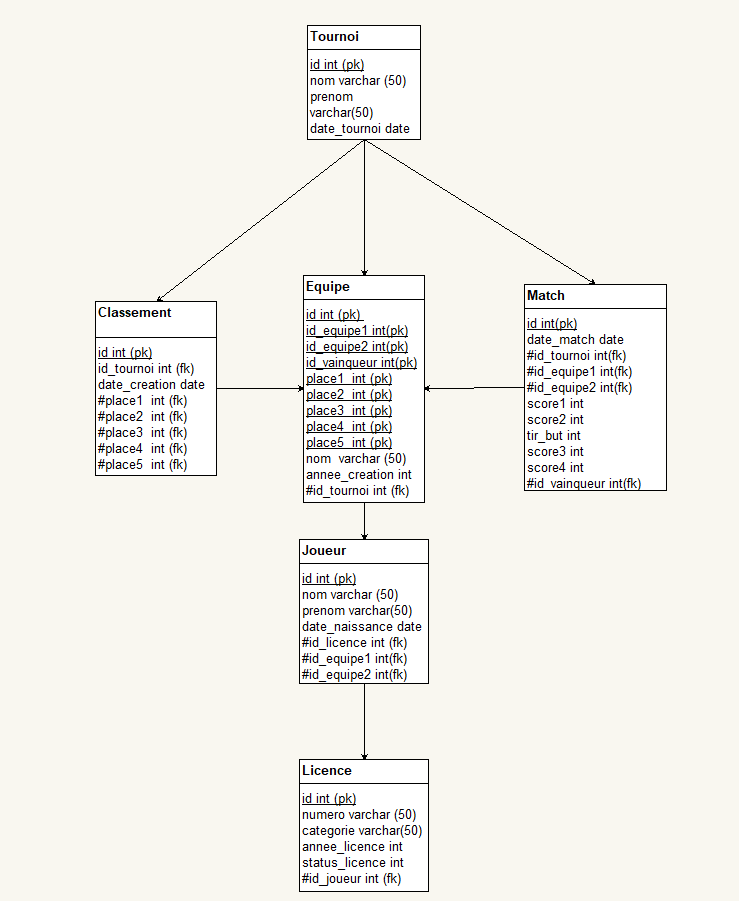 Tournoi
id int (pk)
nom varchar (50)
prenom
varchar(50)
date_tournoi date
Classement
id int (pk)
id_tournoi int (fk)
date_creation date
#place1 int (fk)
#place2 int (fk)
#place3 int (fk)
#place4 int (fk)
#place5 int (fk)
Equipe
id int (pk)
id_equipe1 int(pk)
id_equipe2 int(pk)
id_vainqueur int(pk)
place1 int (pk)
place2 int (pk)
place3 int (pk)
place4 int (pk)
place5 int (pk)
nom varchar (50)
annee_creation int
#id_tournoi int (fk)
Match
id int(pk)
date_match date
#id_tournoi int(fk)
#id_equipe1 int(fk)
#id_equipe2 int(fk)
score1 int
score2 int
tir_but int
score3 int
score4 int
#id_vainqueur int(fk)
Joueur
id int (pk)
nom varchar (50)
prenom varchar(50)
date_naissance date
#id_licence int (fk)
#id_equipe1 int(fk)
#id_equipe2 int(fk)
Licence
id int (pk)
numero varchar (50)
categorie varchar(50)
annee_licence int
status_licence int
#id_joueur int (fk)